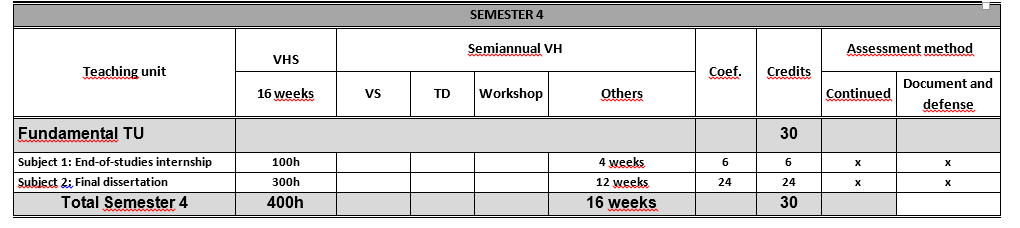 SEMESTER 4
Teaching unit VHS Semiannual VH Coef. Credits Assessment method
16 weeks VS TD Workshop Others Continued Document and defense
Fundamental TU 30
Subject 1: End-of-studies internship 100h 4 weeks 6 6 x x
Subject 2: Final dissertation 300h 12 weeks 24 24 x x
Total Semester 4 400h 16 weeks 30